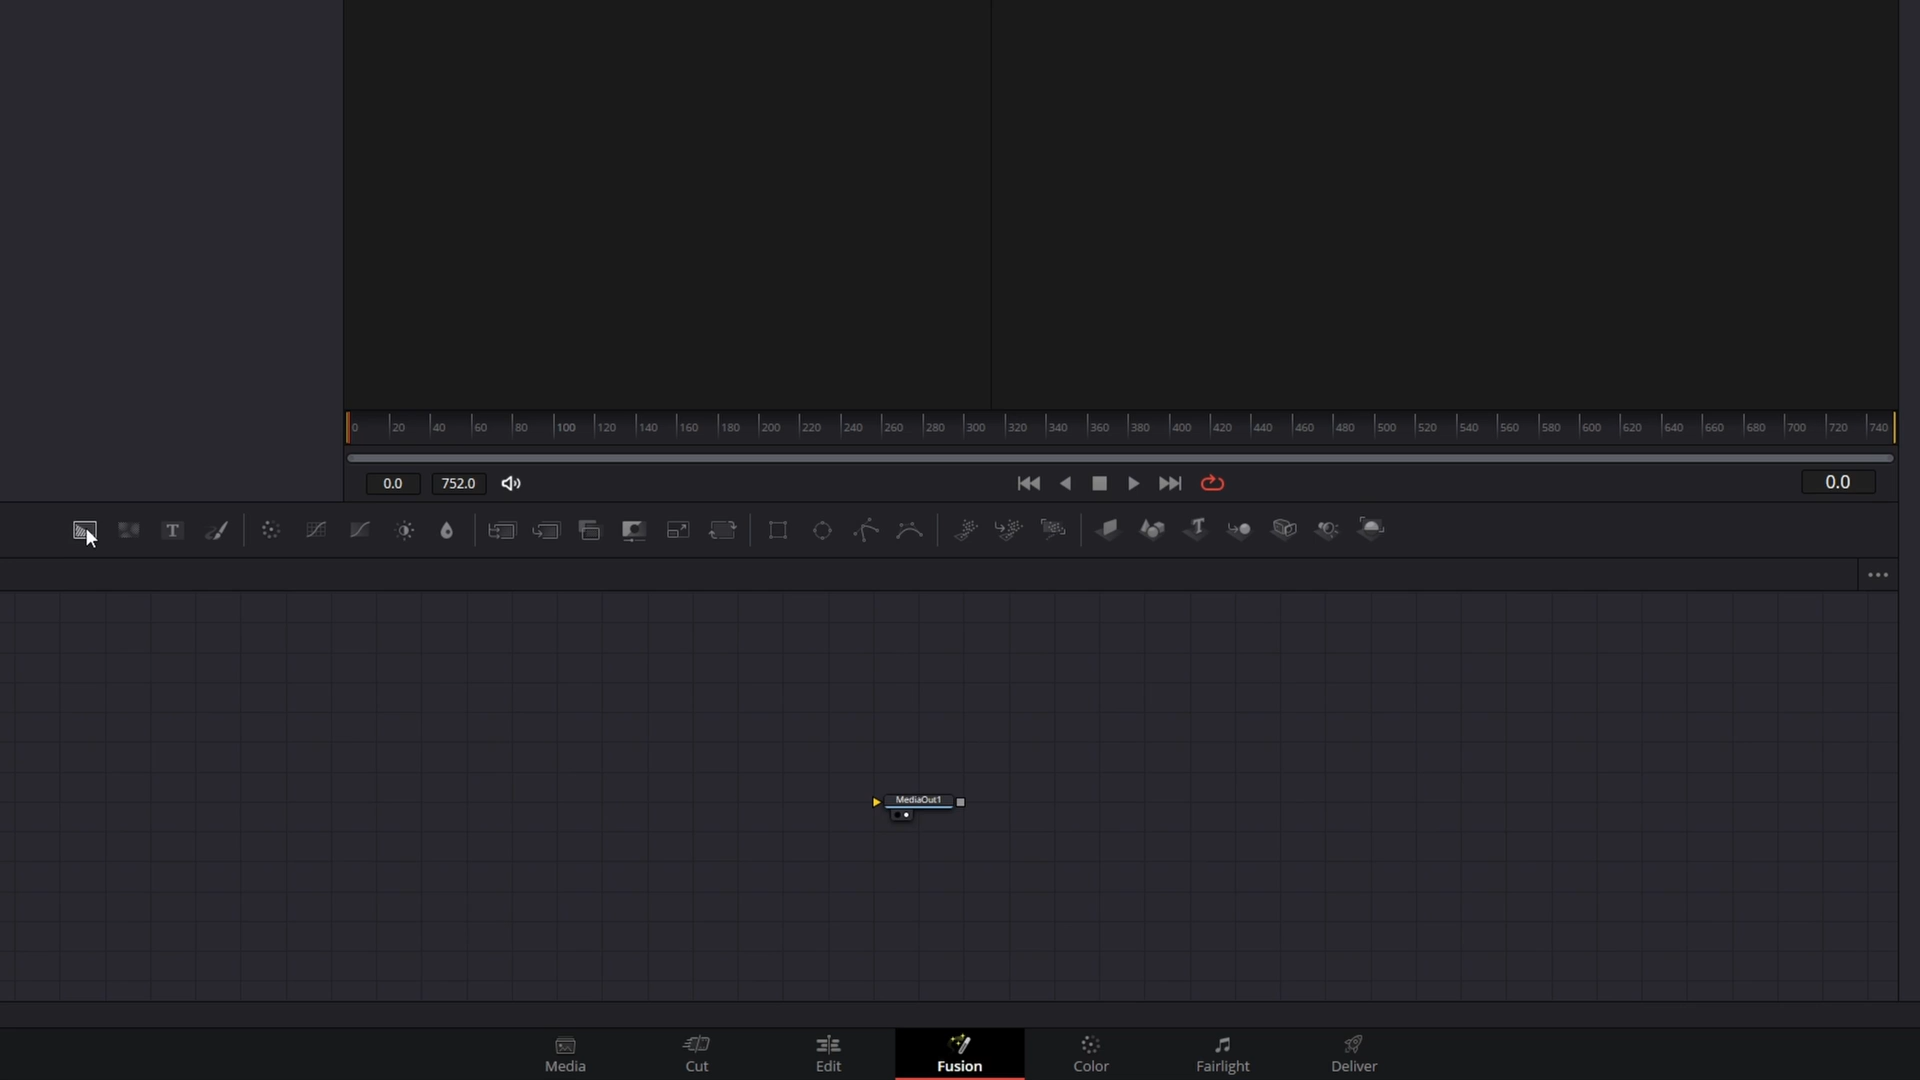 0 20 40 60 80 100 120 140 160 180 200 220 240 260 280 300 320 340 360 380 400 420 440 460 480 500 520 540 560 580 600 620 640 660 680 700 720 740
0.0 752.0 0.0
T
MediaOut1
Media Cut Edit Fusion Color Fairlight Deliver